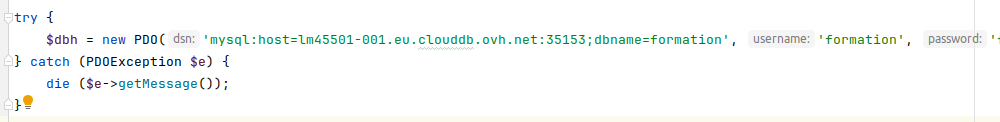 try {
$dbh = new PDO( dsn: 'mysql:host=lm45501-001.eu.clouddb.ovh.net:35153;dbname=formation', username: 'formation', password: '
} catch (PDOException $e) {
die ($e->getMessage());
}